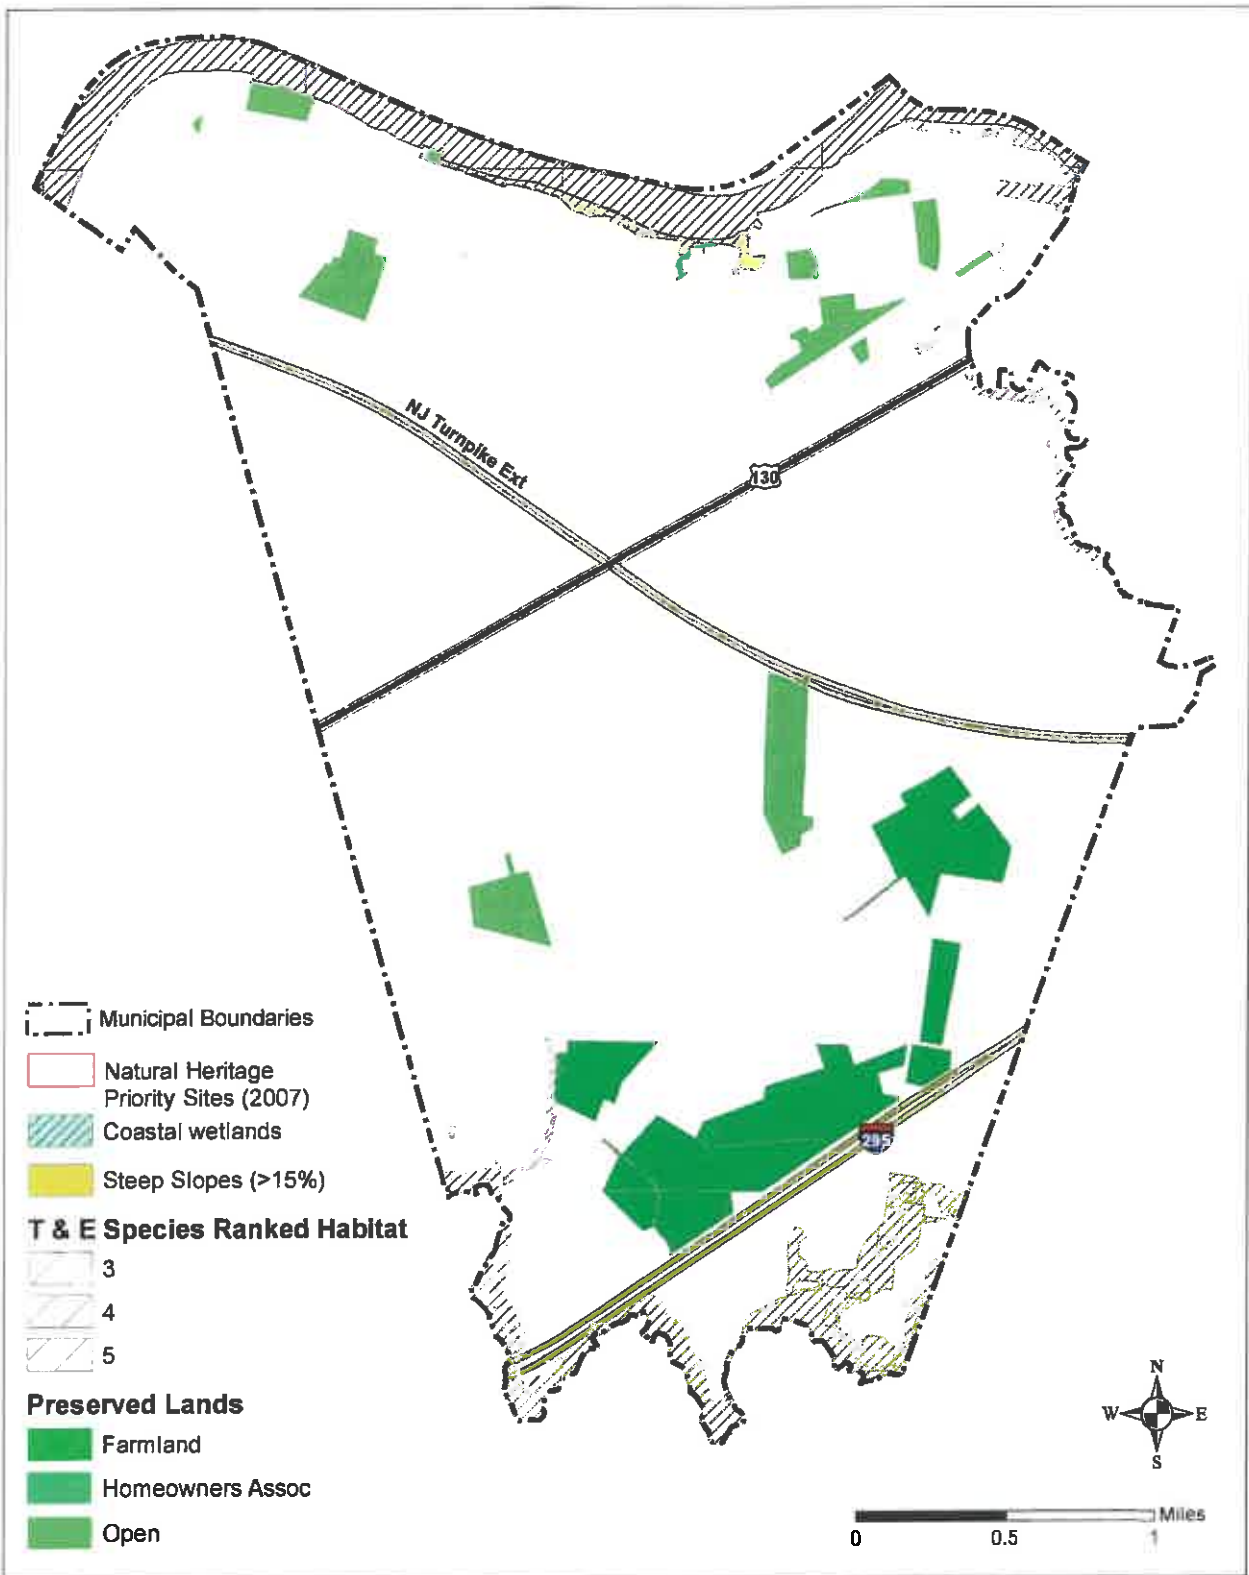 NJ Turnpike Ext
130
Municipal Boundaries
Natural Heritage
Priority Sites (2007)
Coastal wetlands
Steep Slopes (>15%)
295
T & E Species Ranked Habitat
3
4
5
Preserved Lands
Farmland
Homeowners Assoc
Open
N
W E
S
Miles
0 0.5 1